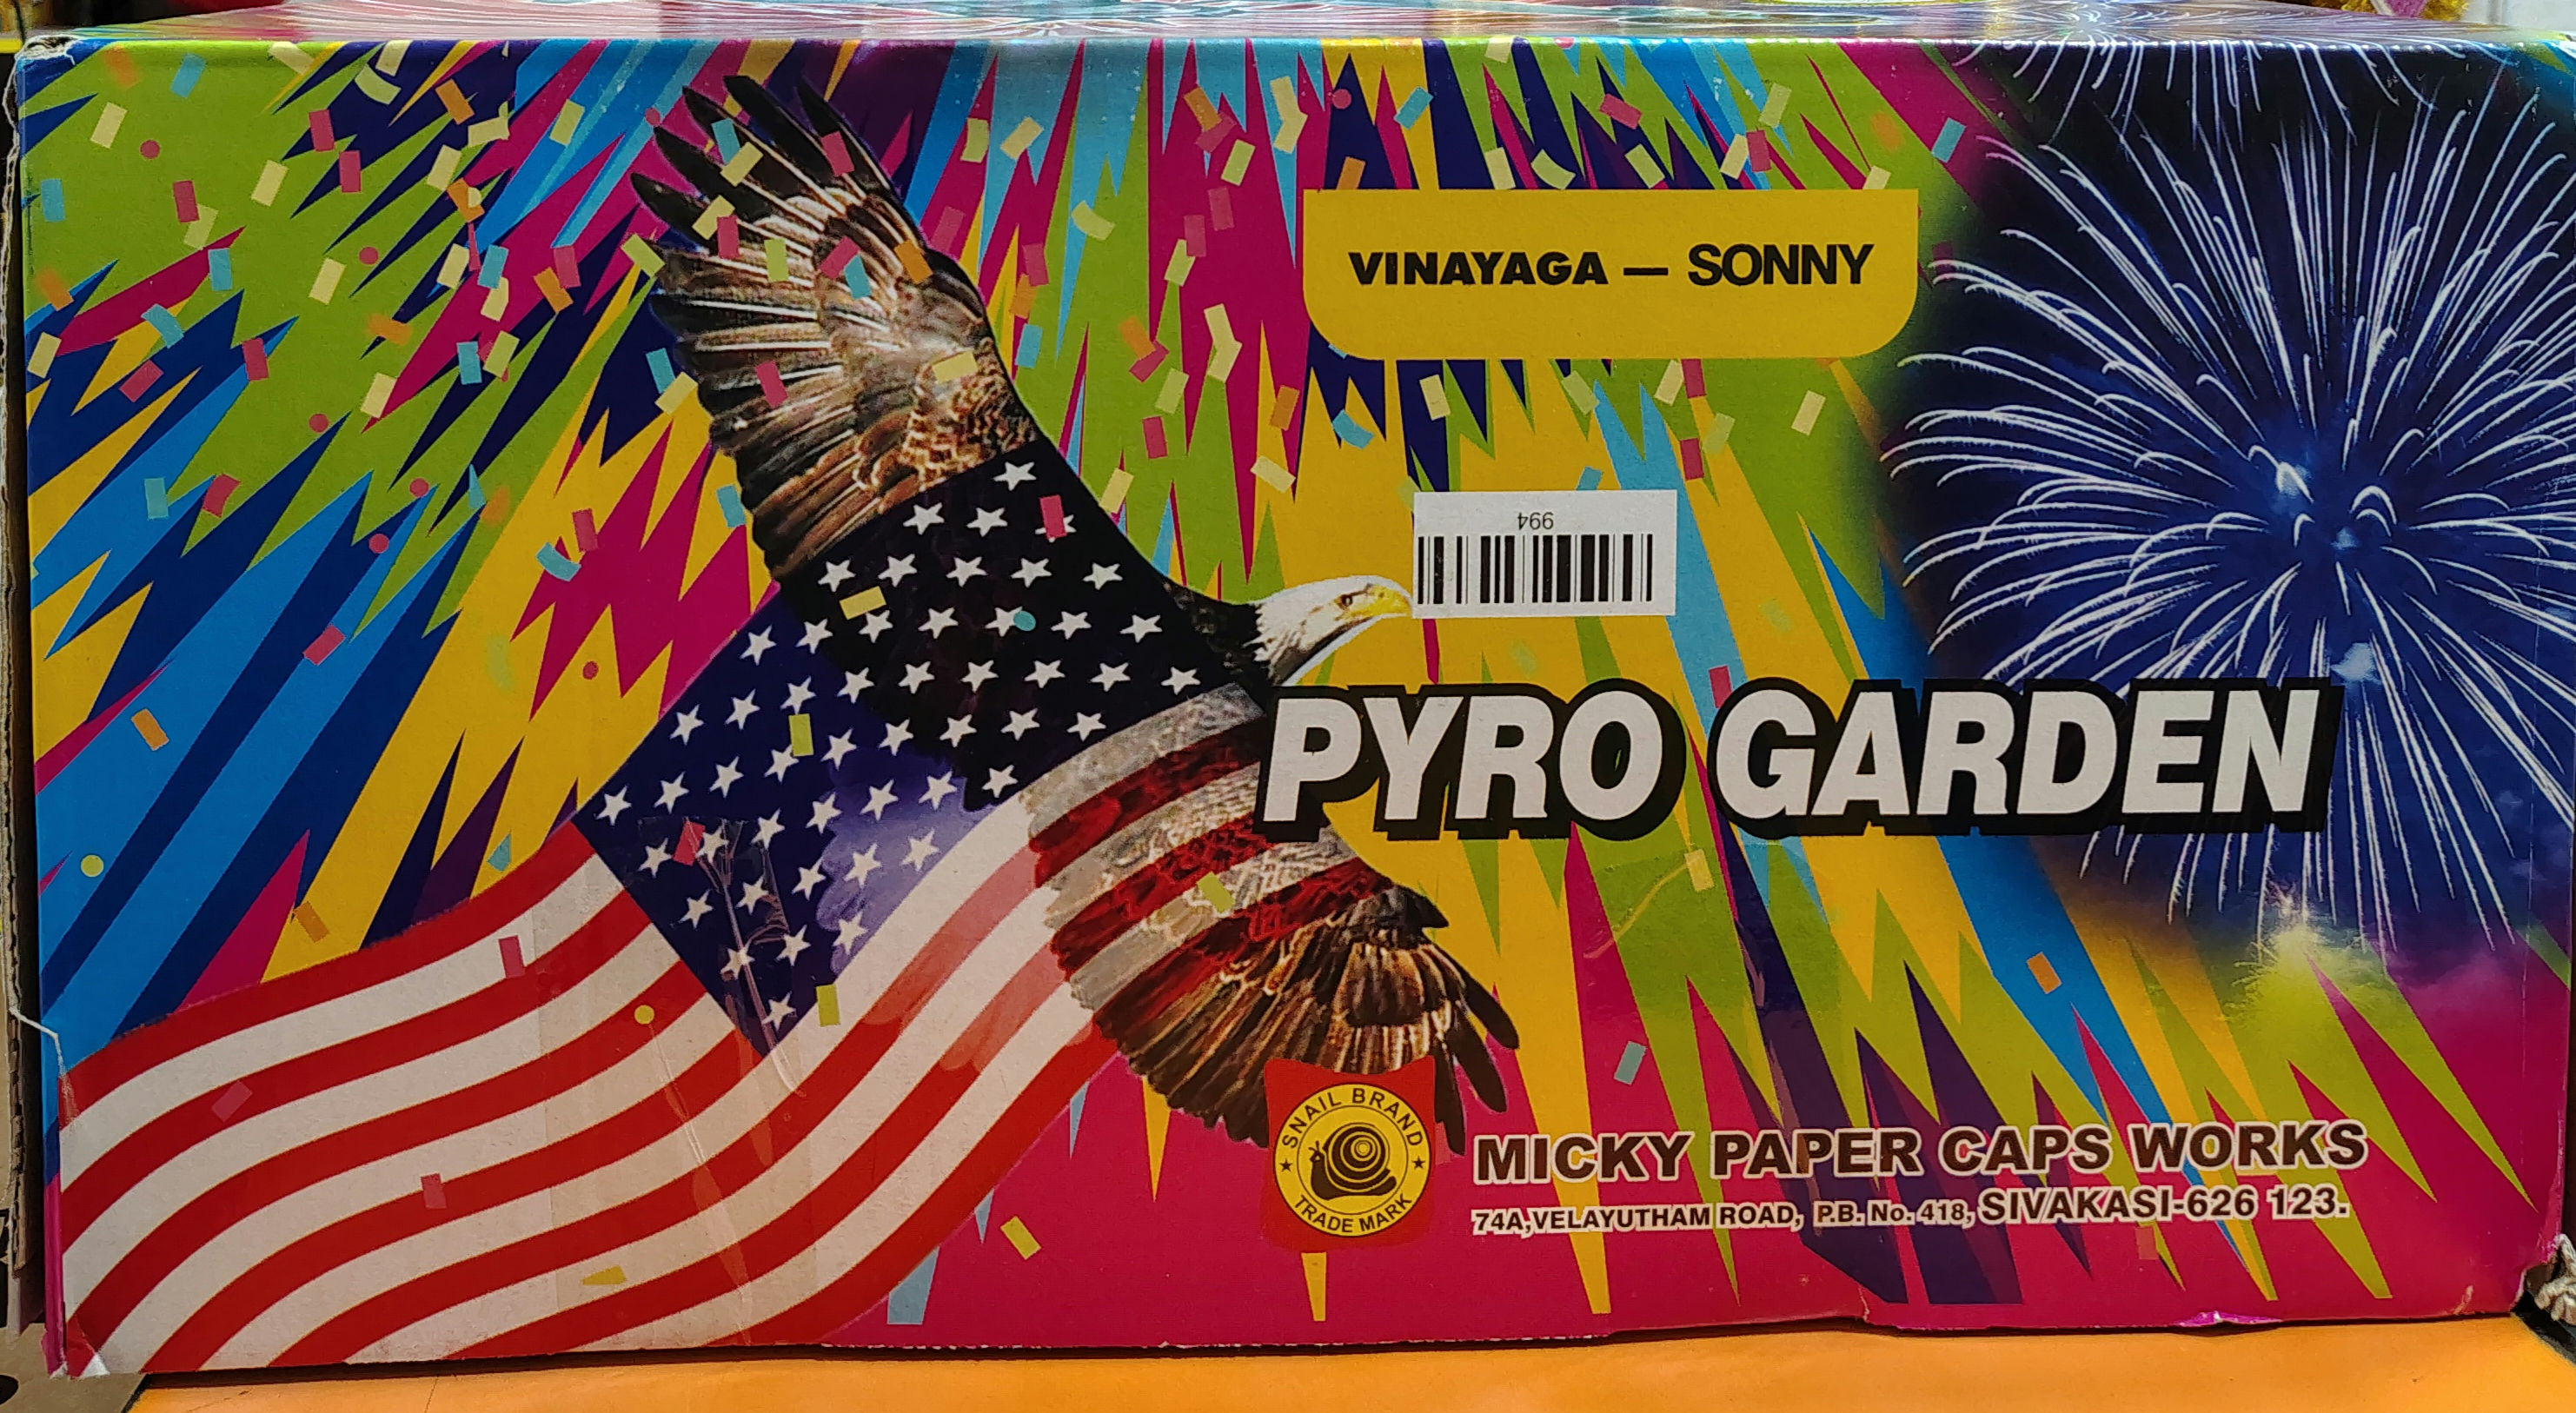 VINAYAGA — SONNY
994
PYRO GARDEN
SNAIL BRAND
TRADE MARK
MICKY PAPER CAPS WORKS
74A,VELAYUTHAM ROAD, P.B. No. 418, SIVAKASI-626 123.